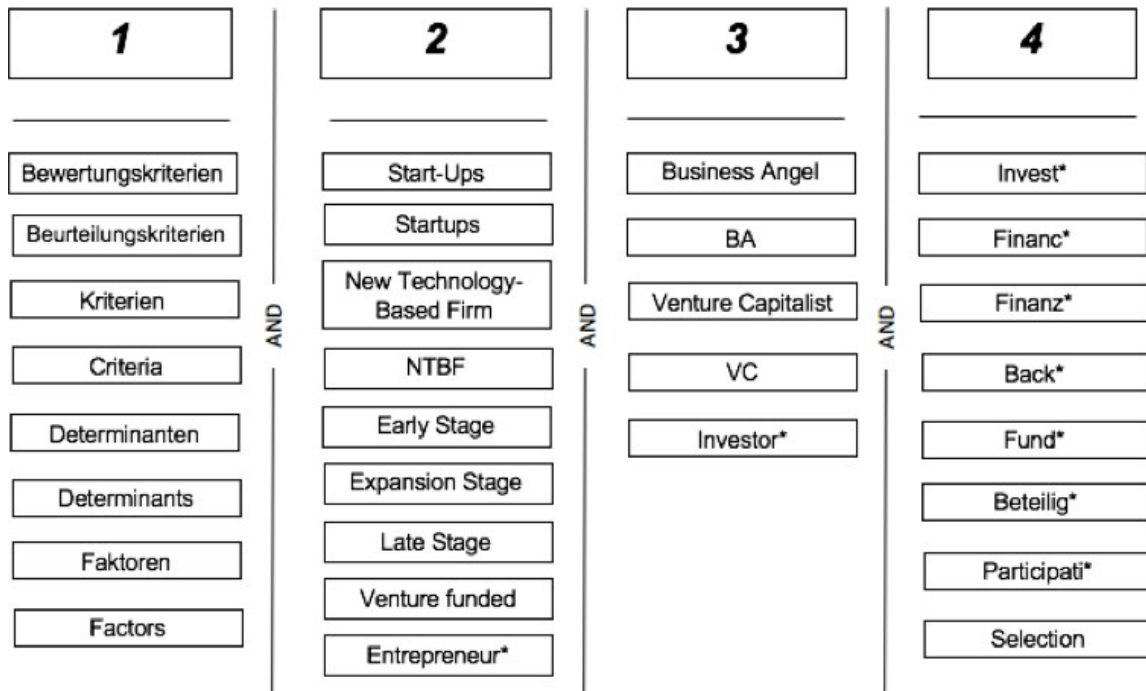 1
2
3
4
Bewertungskriterien
Beurteilungskriterien
Kriterien
Criteria
Determinanten
Determinants
Faktoren
Factors
AND
Start-Ups
Startups
New Technology-
Based Firm
NTBF
Early Stage
Expansion Stage
Late Stage
Venture funded
Entrepreneur*
AND
Business Angel
BA
Venture Capitalist
VC
Investor*
AND
Invest*
Financ*
Finanz*
Back*
Fund*
Beteilig*
Participati*
Selection